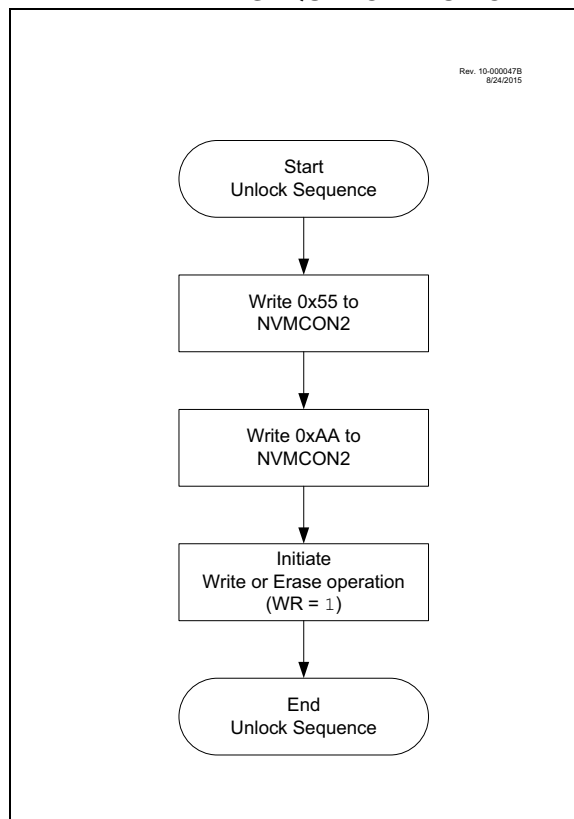 Rev. 10-000047B
8/24/2015
Start
Unlock Sequence
Write 0x55 to
NVMCON2
Write 0xAA to
NVMCON2
Initiate
Write or Erase operation
(WR = 1)
End
Unlock Sequence